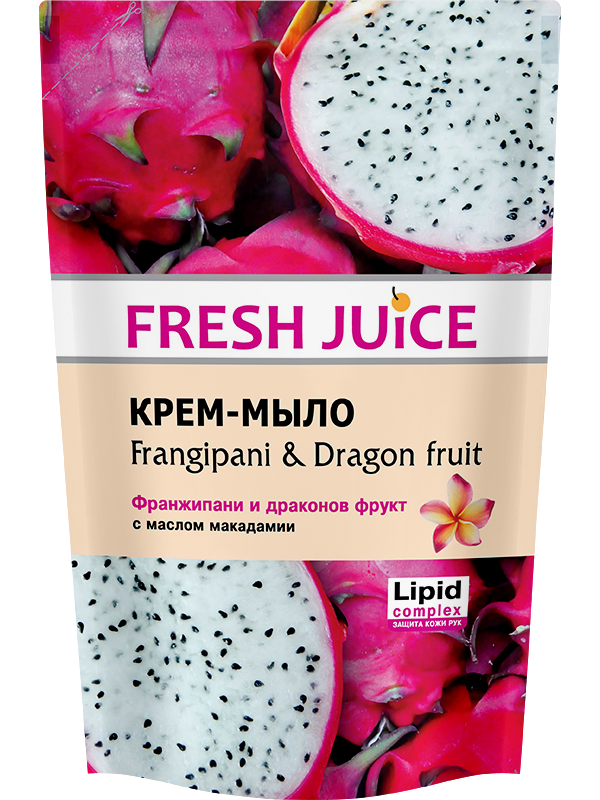 FRESH JUICE
КРЕМ-МЫЛО
Frangipani & Dragon fruit
Франжипани и драконов фрукт
с маслом макадамии
Lipid
complex
ЗАЩИТА КОЖИ РУК